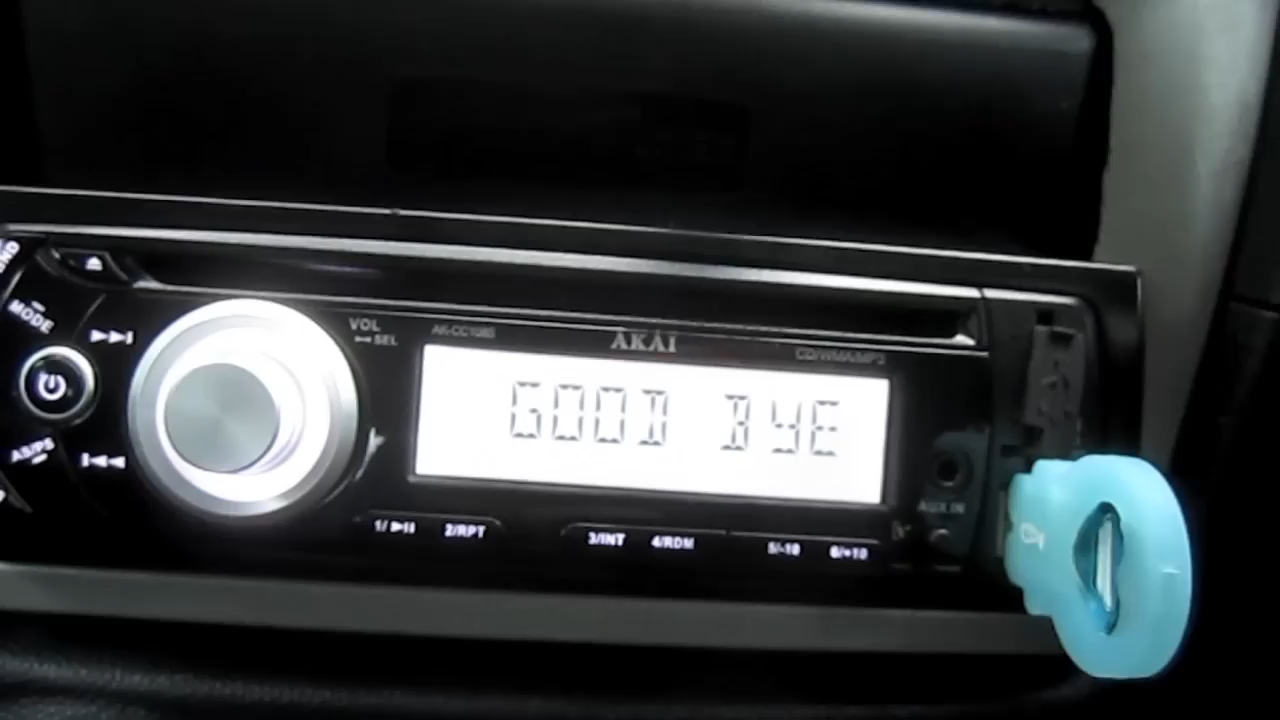 MODE
VOL
SEL
AKAI
CD/WMA/MP3
GOOD BYE
AS/PS
AUX IN
1/
2/RPT
3/INT
4/RDM
5/-10
6/+10